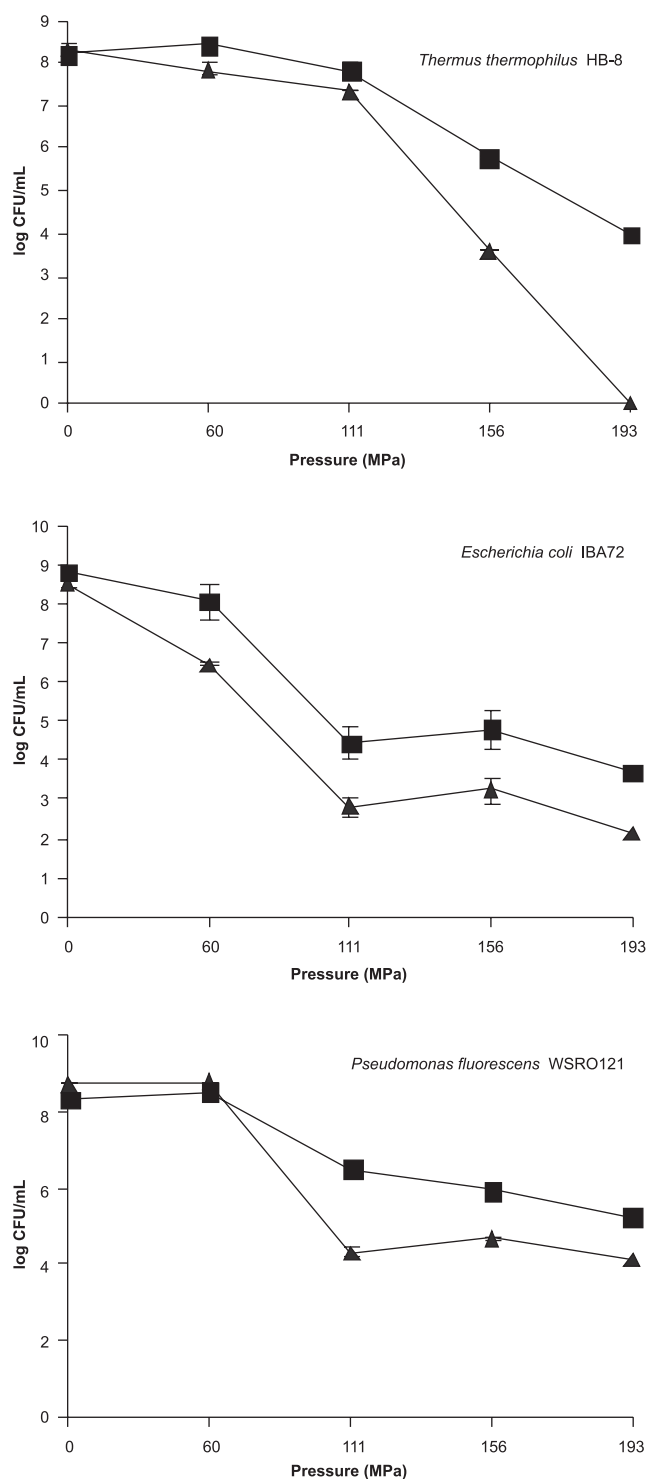 9
8
7
6
5
4
3
2
1
0
log CFU/mL
Thermus thermophilus HB-8
0 60 111 156 193
Pressure (MPa)
10
9
8
7
6
5
4
3
2
1
0
log CFU/mL
Escherichia coli IBA72
0 60 111 156 193
Pressure (MPa)
10
8
6
4
2
0
log CFU/mL
Pseudomonas fluorescens WSRO121
0 60 111 156 193
Pressure (MPa)